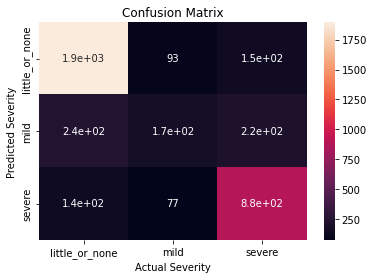 Confusion Matrix
Predicted Severity
little_or_none
mild
severe
1.9e+03 93 1.5e+02
2.4e+02 1.7e+02 2.2e+02
1.4e+02 77 8.8e+02
little_or_none mild severe
Actual Severity
1750
1500
1250
1000
750
500
250